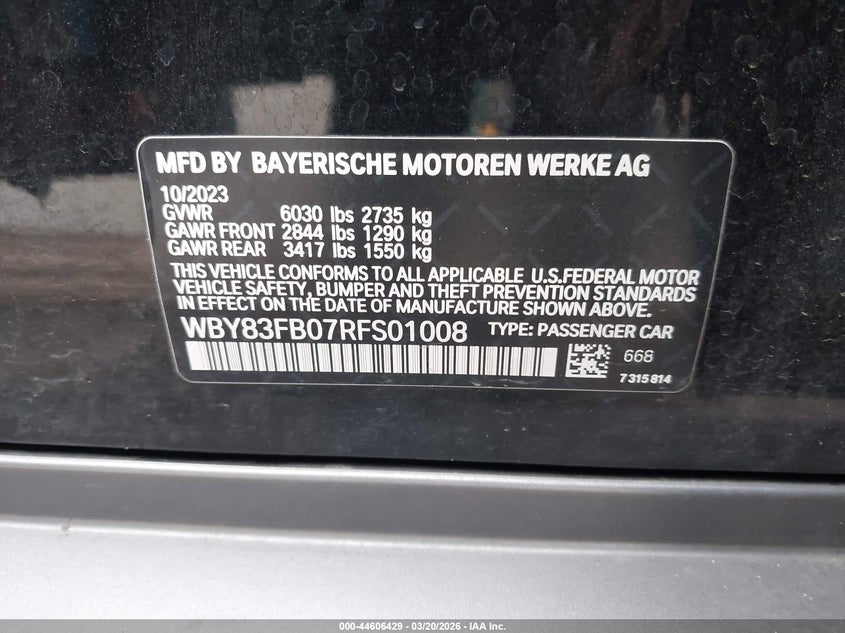 MFD BY BAYERISCHE MOTOREN WERKE AG
10/2023
GVWR 6030 lbs 2735 kg
GAWR FRONT 2844 lbs 1290 kg
GAWR REAR 3417 lbs 1550 kg
THIS VEHICLE CONFORMS TO ALL APPLICABLE U.S.FEDERAL MOTOR
VEHICLE SAFETY, BUMPER AND THEFT PREVENTION STANDARDS
IN EFFECT ON THE DATE OF MANUFACTURE SHOWN ABOVE.
WBY83FB07RFS01008 TYPE: PASSENGER CAR
668
7 315 814
000-44606429 - 03/20/2026 - IAA Inc.